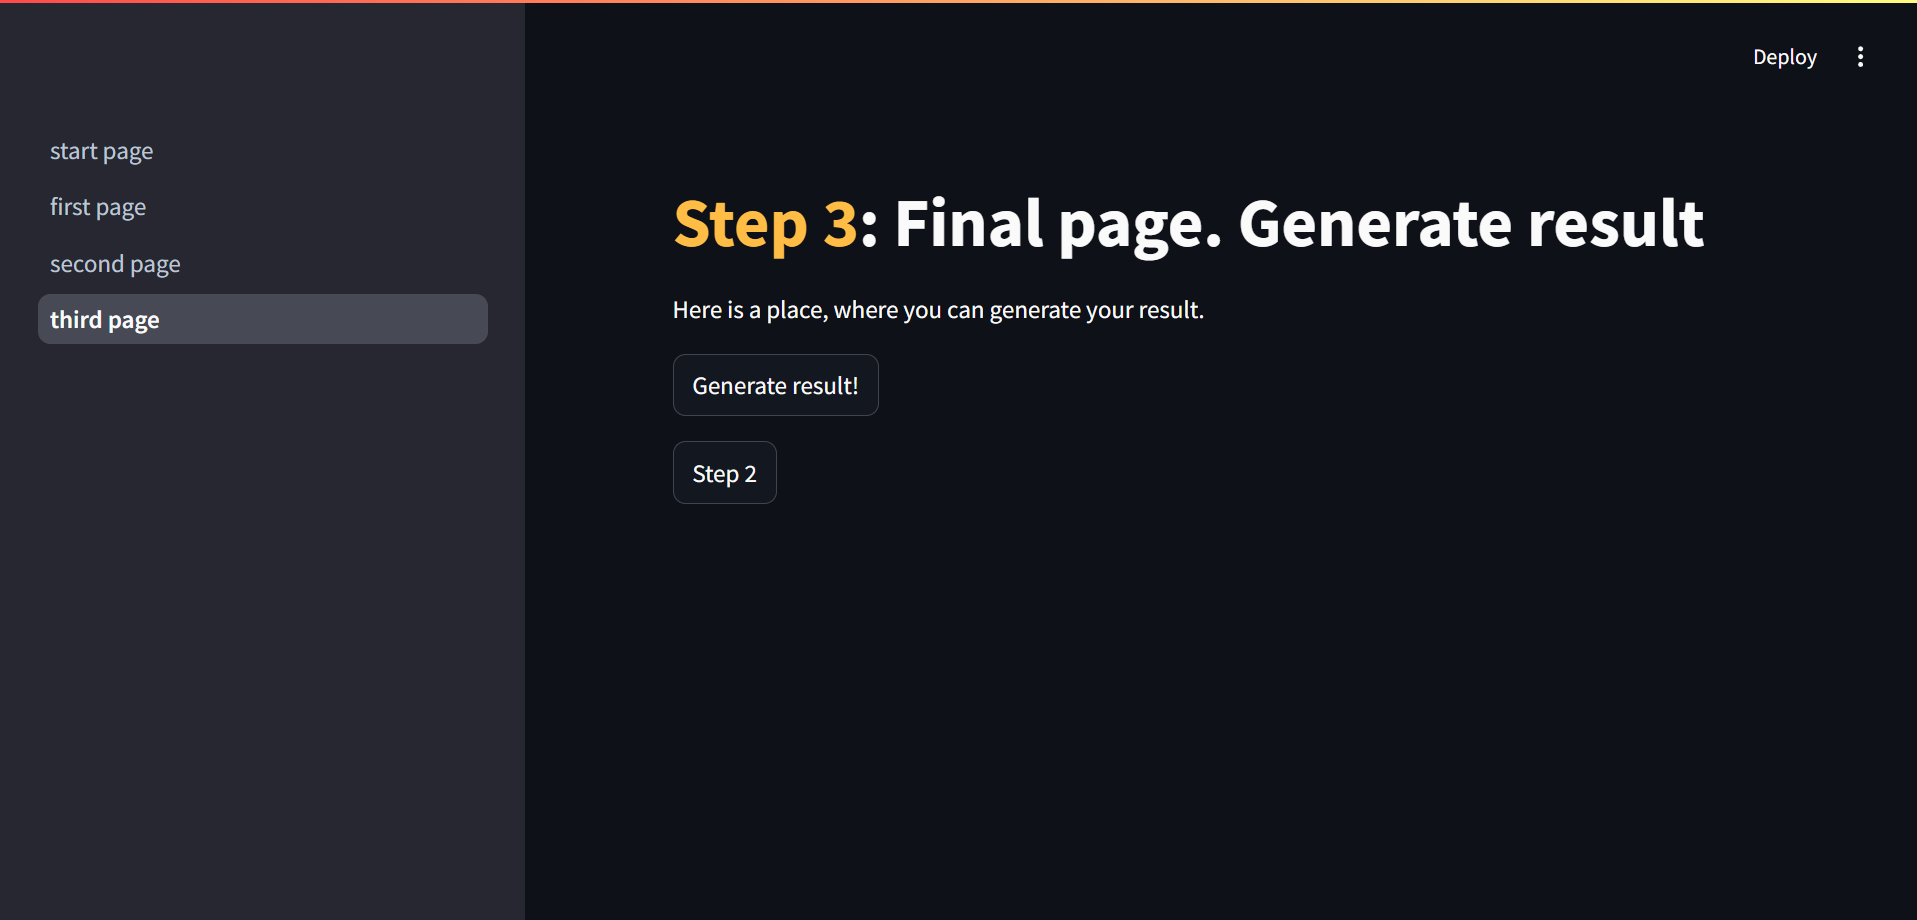 Deploy
start page
first page
second page
third page
Step 3: Final page. Generate result
Here is a place, where you can generate your result.
Generate result!
Step 2